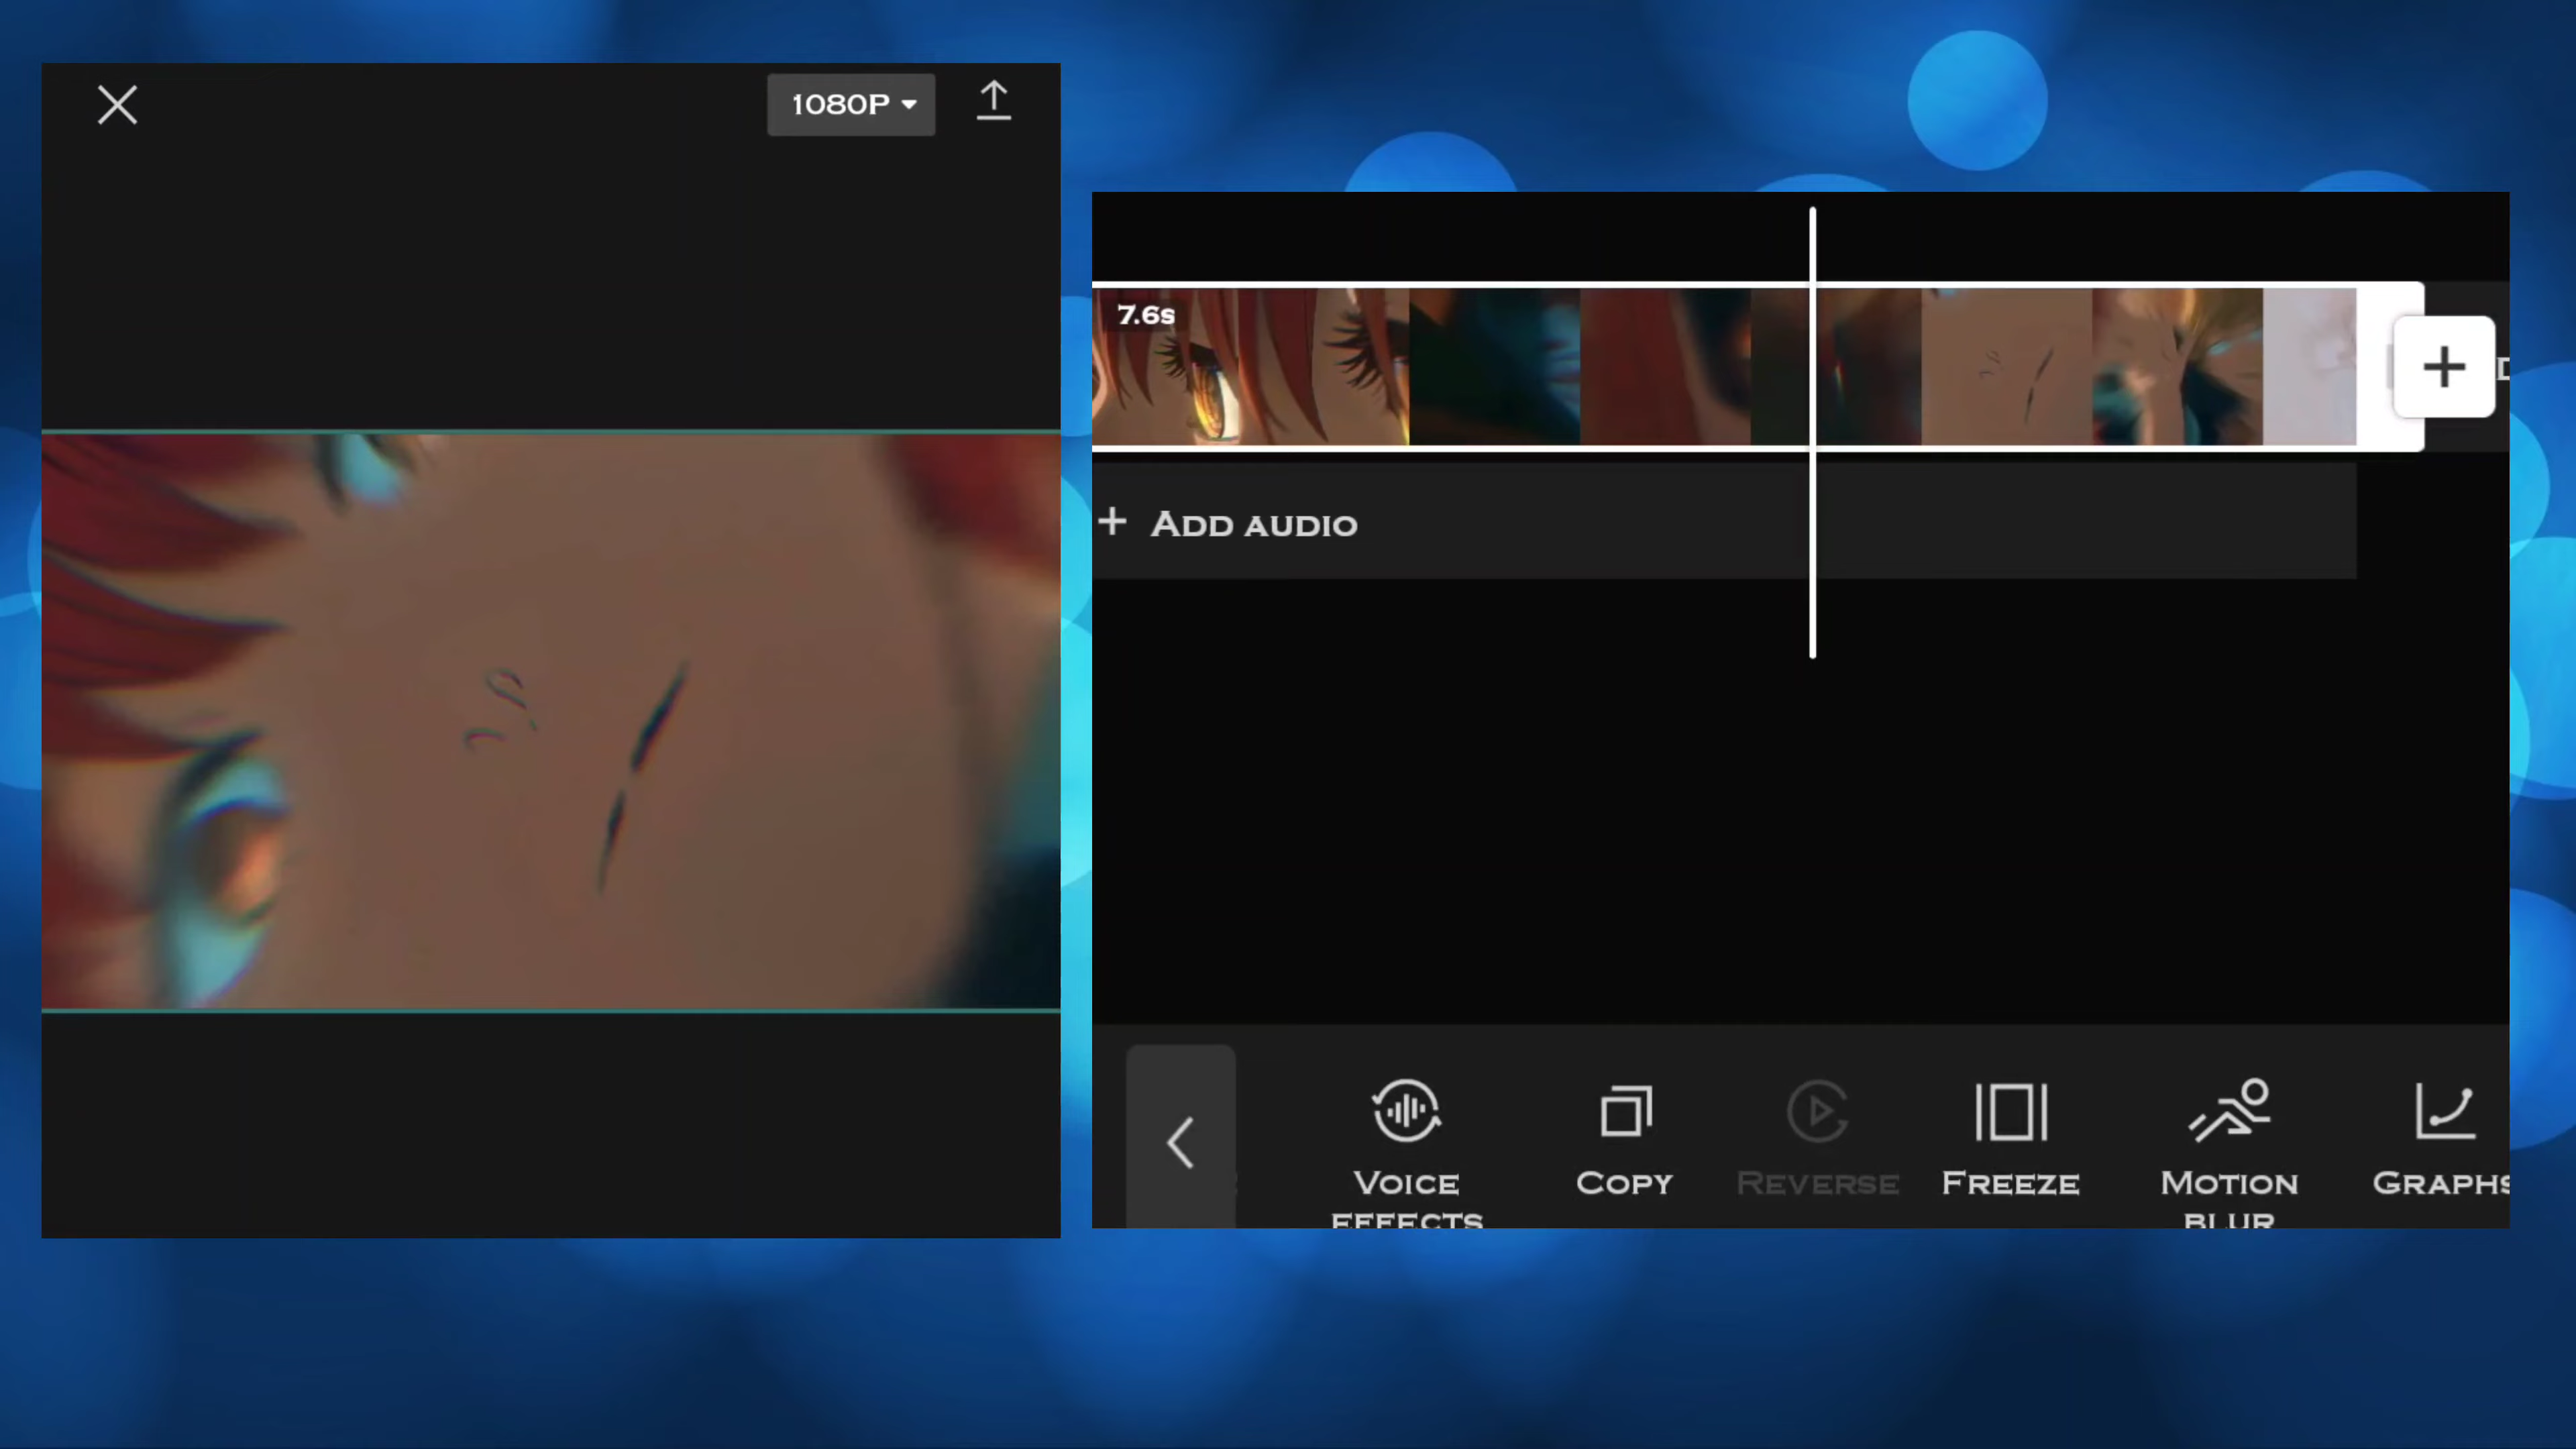 1080P
7.6s
+ ADD AUDIO
VOICE EFFECTS
COPY
REVERSE
FREEZE
MOTION BLUR
GRAPHS